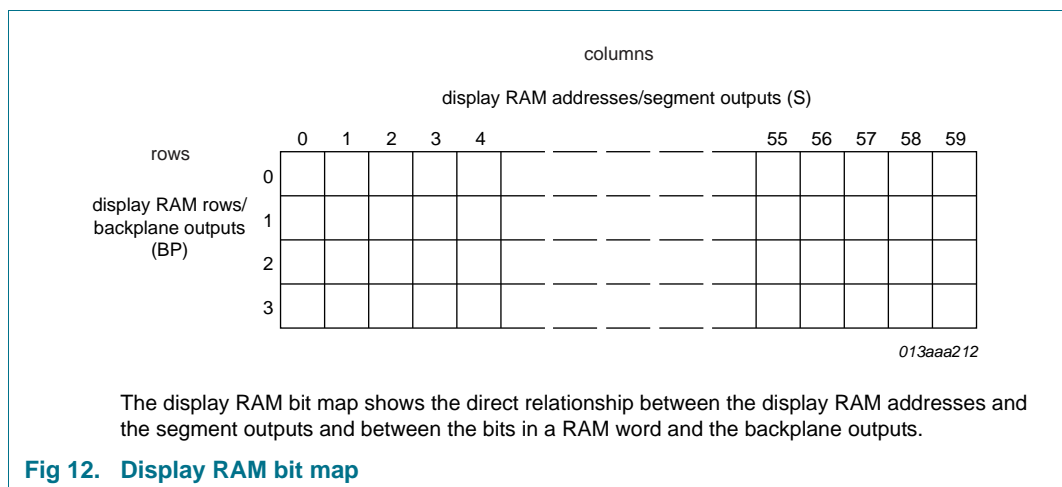 columns
display RAM addresses/segment outputs (S)
0 1 2 3 4 55 56 57 58 59
rows
0
display RAM rows/
backplane outputs
(BP)
1
2
3
013aaa212
The display RAM bit map shows the direct relationship between the display RAM addresses and
the segment outputs and between the bits in a RAM word and the backplane outputs.
Fig 12. Display RAM bit map